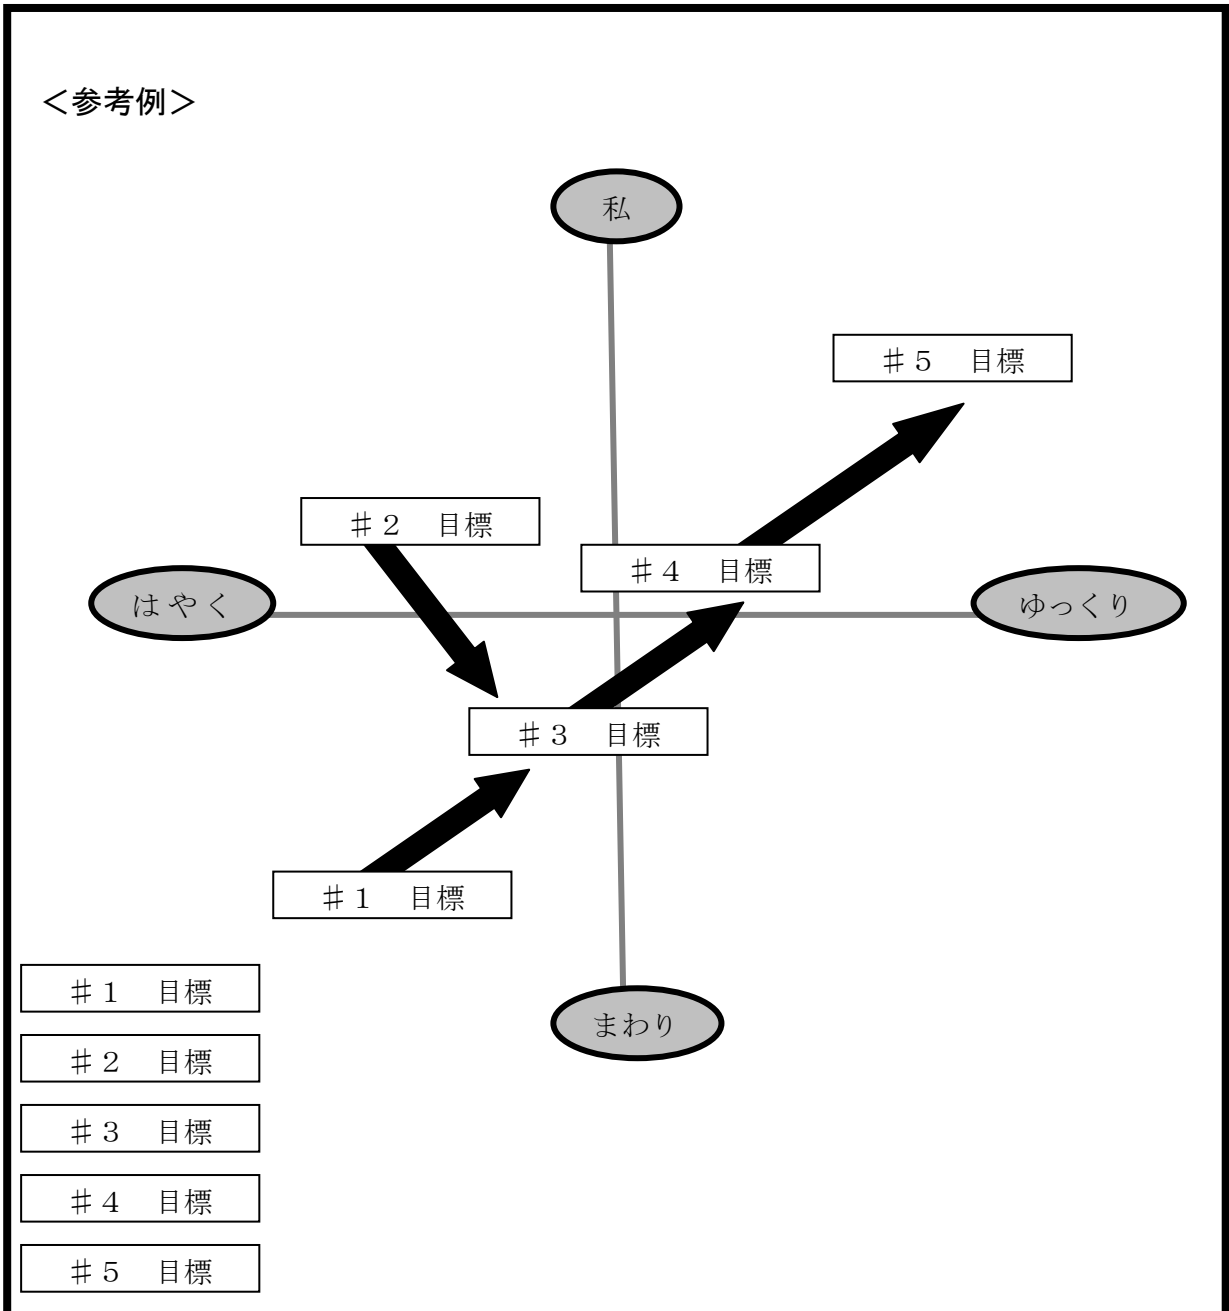 ＜参考例＞
私
♯５　目標
♯２　目標
♯４　目標
はやく
ゆっくり
♯３　目標
♯１　目標
まわり
♯１　目標
♯２　目標
♯３　目標
♯４　目標
♯５　目標